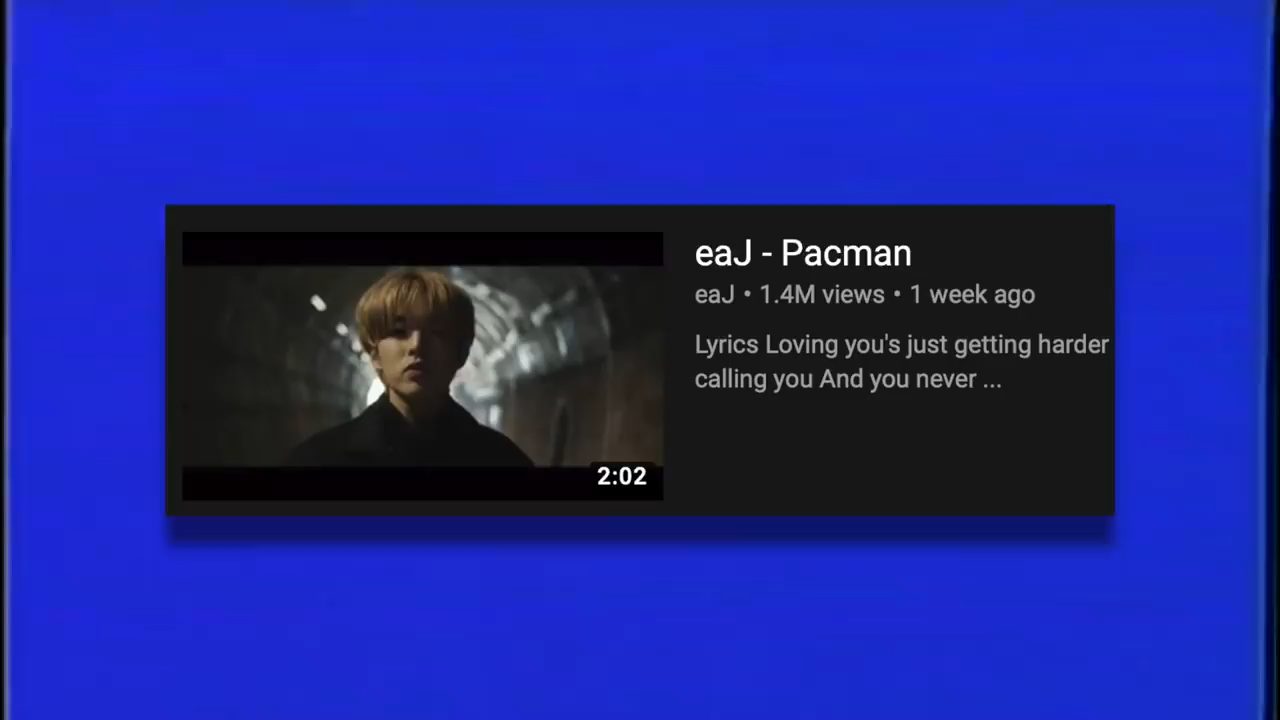 eaJ - Pacman
eaJ • 1.4M views • 1 week ago
Lyrics Loving you's just getting harder
calling you And you never ...
2:02